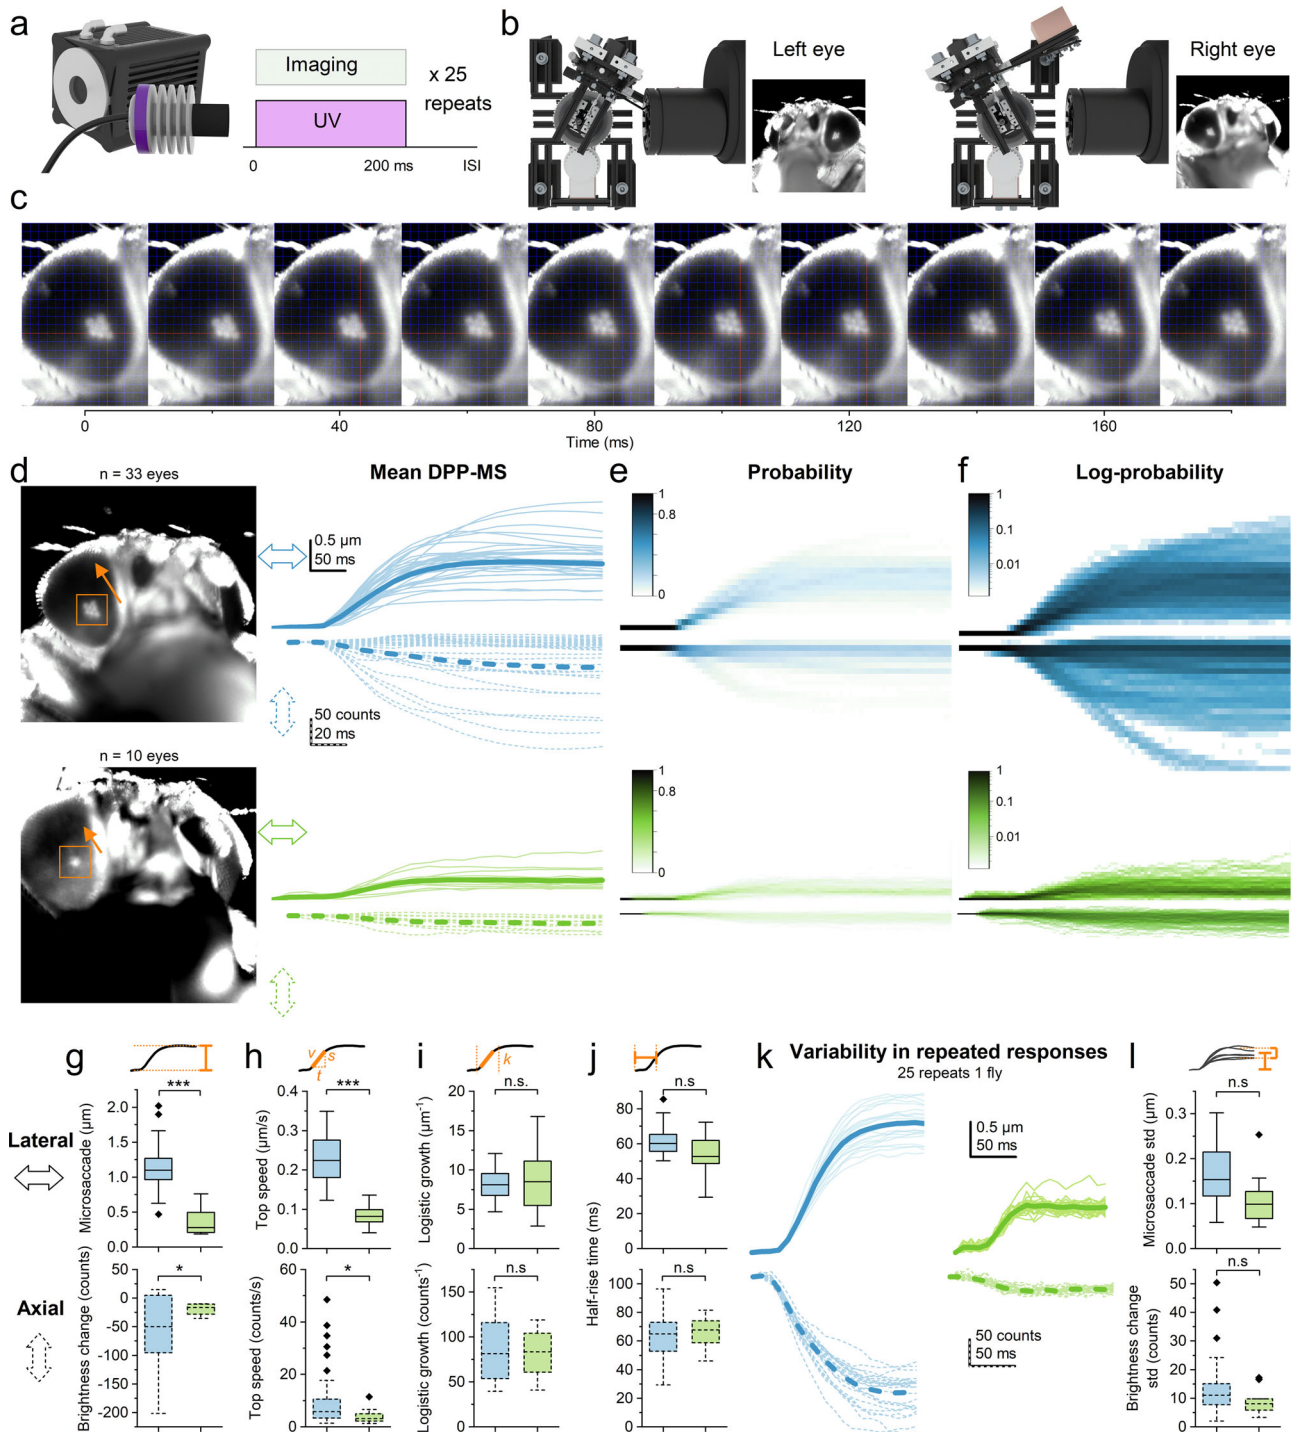 a
Imaging
UV
x 25
repeats
0
200 ms
ISI
b
Left eye
Right eye
c
0
40
80
120
160
Time (ms)
d
n = 33 eyes
Mean DPP-MS
0.5 µm
50 ms
50 counts
20 ms
n = 10 eyes
e
Probability
1
0.8
0
1
0.8
0
f
Log-probability
1
0.1
0.01
1
0.1
0.01
Lateral
Axial
g
***
Microsaccade (µm)
2.0
1.5
1.0
0.5
0.0
*
Brightness change (counts)
0
-50
-100
-150
-200
h
v
s
t
***
Top speed (µm/s)
0.4
0.3
0.2
0.1
0.0
*
Top speed (counts/s)
60
40
20
0
i
k
n.s.
Logistic growth (µm⁻¹)
20
15
10
5
0
n.s
Logistic growth (counts⁻¹)
150
100
50
0
j
n.s
Half-rise time (ms)
80
60
40
20
0
n.s
100
80
60
40
20
0
k
Variability in repeated responses
25 repeats 1 fly
0.5 µm
50 ms
50 counts
50 ms
l
n.s
Microsaccade std (µm)
0.3
0.2
0.1
0.0
n.s
Brightness change
std (counts)
50
40
30
20
10
0